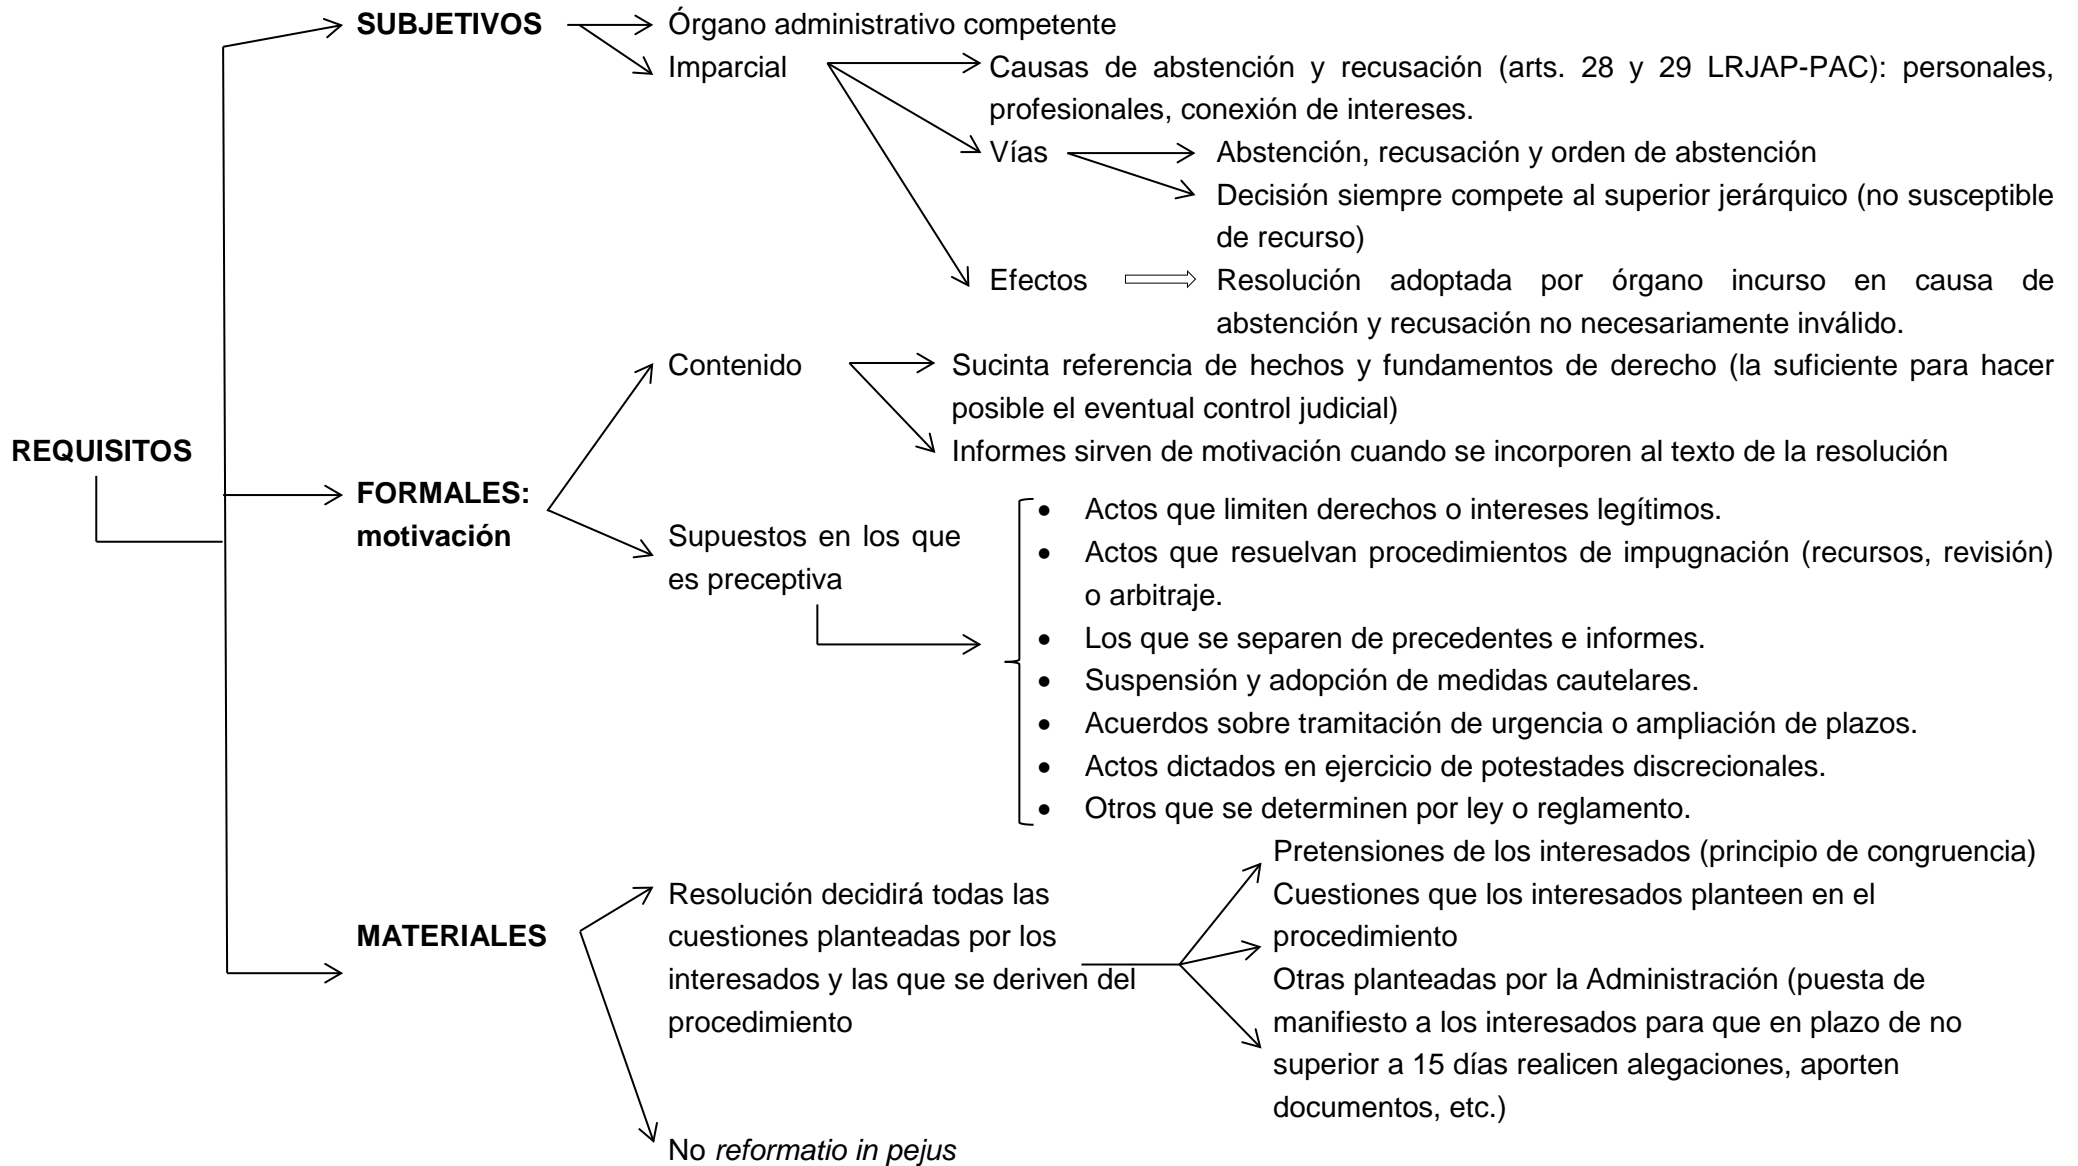 SUBJETIVOS
Órgano administrativo competente
Imparcial
Causas de abstención y recusación (arts. 28 y 29 LRJAP-PAC): personales,
profesionales, conexión de intereses.
Vías
Abstención, recusación y orden de abstención
Decisión siempre compete al superior jerárquico (no susceptible
de recurso)
Efectos
Resolución adoptada por órgano incurso en causa de
abstención y recusación no necesariamente inválido.
REQUISITOS
FORMALES:
motivación
Contenido
Sucinta referencia de hechos y fundamentos de derecho (la suficiente para hacer
posible el eventual control judicial)
Informes sirven de motivación cuando se incorporen al texto de la resolución
Supuestos en los que
es preceptiva
• Actos que limiten derechos o intereses legítimos.
• Actos que resuelvan procedimientos de impugnación (recursos, revisión)
o arbitraje.
• Los que se separen de precedentes e informes.
• Suspensión y adopción de medidas cautelares.
• Acuerdos sobre tramitación de urgencia o ampliación de plazos.
• Actos dictados en ejercicio de potestades discrecionales.
• Otros que se determinen por ley o reglamento.
MATERIALES
Resolución decidirá todas las
cuestiones planteadas por los
interesados y las que se deriven del
procedimiento
Pretensiones de los interesados (principio de congruencia)
Cuestiones que los interesados planteen en el
procedimiento
Otras planteadas por la Administración (puesta de
manifiesto a los interesados para que en plazo de no
superior a 15 días realicen alegaciones, aporten
documentos, etc.)
No reformatio in pejus